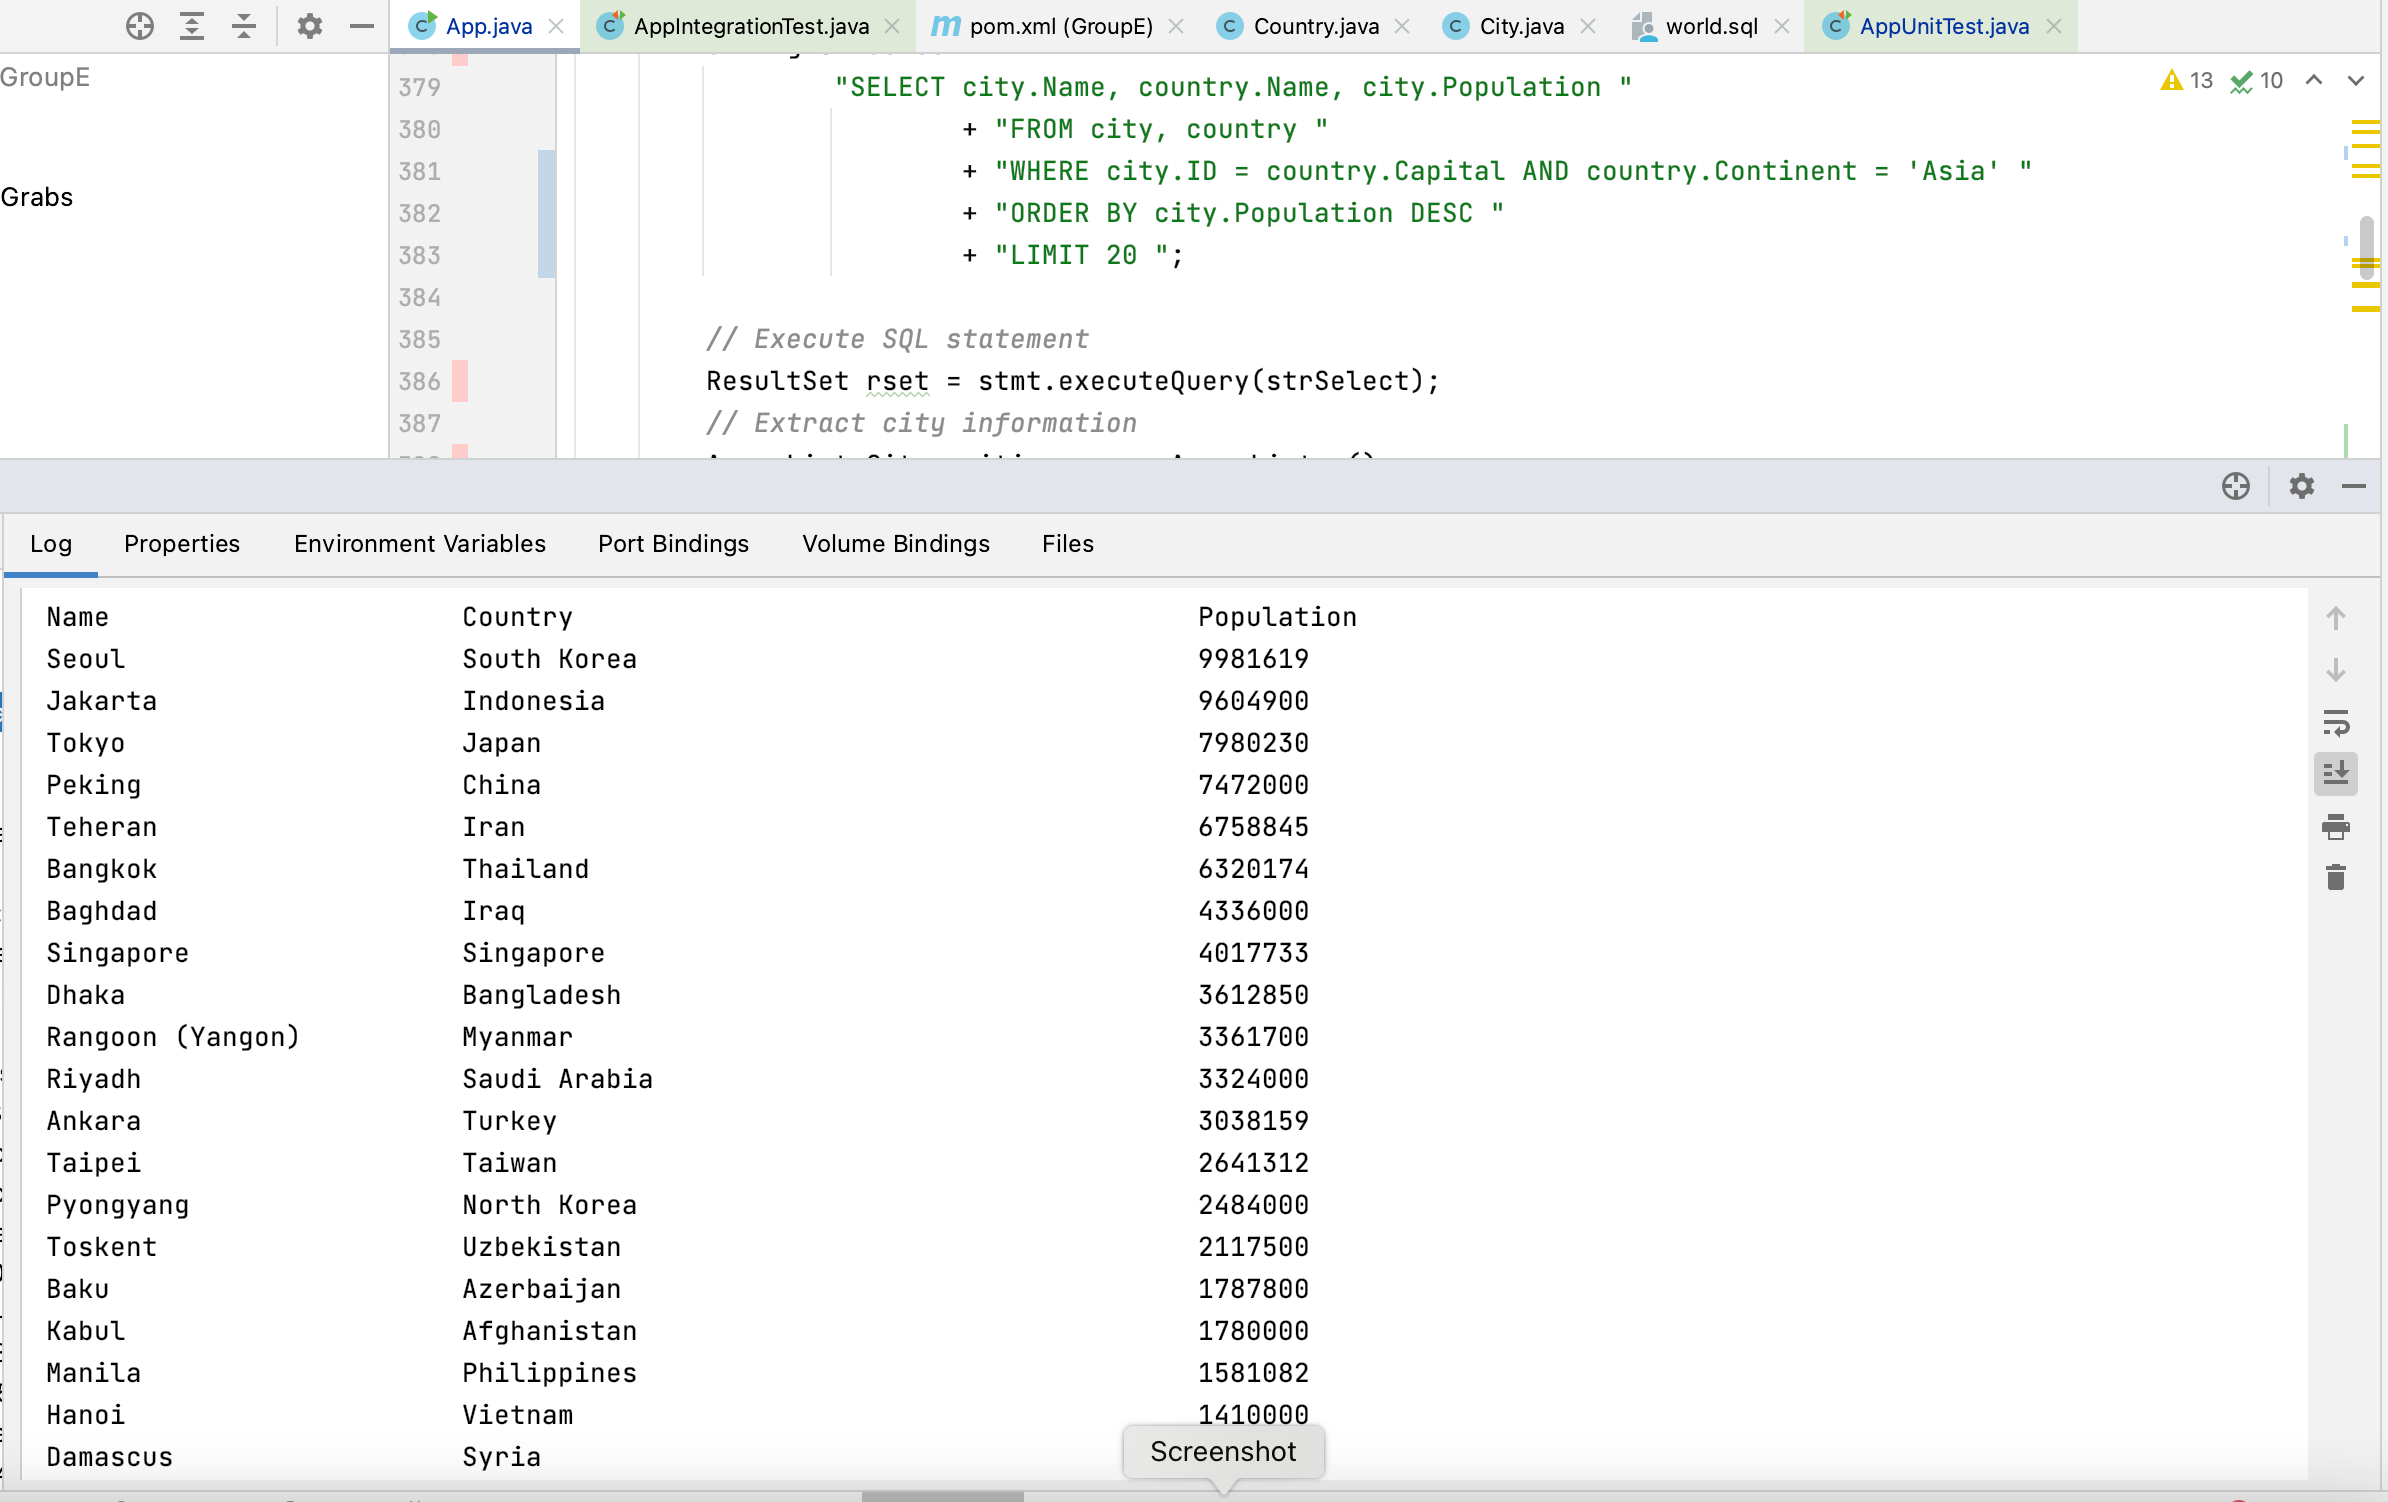 App.java AppIntegrationTest.java pom.xml (GroupE) Country.java City.java world.sql AppUnitTest.java
GroupE
Grabs
13 10
379 "SELECT city.Name, country.Name, city.Population "
380 + "FROM city, country "
381 + "WHERE city.ID = country.Capital AND country.Continent = 'Asia' "
382 + "ORDER BY city.Population DESC "
383 + "LIMIT 20 ";
384
385 // Execute SQL statement
386 ResultSet rset = stmt.executeQuery(strSelect);
387 // Extract city information
Log Properties Environment Variables Port Bindings Volume Bindings Files
Name Country Population
Seoul South Korea 9981619
Jakarta Indonesia 9604900
Tokyo Japan 7980230
Peking China 7472000
Teheran Iran 6758845
Bangkok Thailand 6320174
Baghdad Iraq 4336000
Singapore Singapore 4017733
Dhaka Bangladesh 3612850
Rangoon (Yangon) Myanmar 3361700
Riyadh Saudi Arabia 3324000
Ankara Turkey 3038159
Taipei Taiwan 2641312
Pyongyang North Korea 2484000
Toskent Uzbekistan 2117500
Baku Azerbaijan 1787800
Kabul Afghanistan 1780000
Manila Philippines 1581082
Hanoi Vietnam 1410000
Damascus Syria
Screenshot